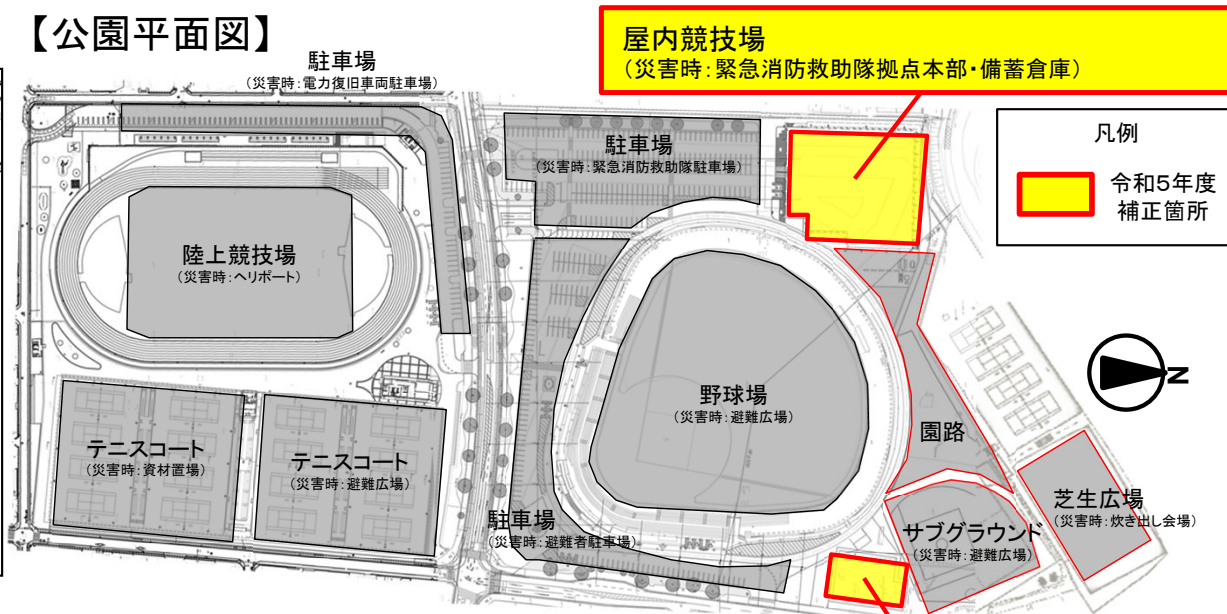 【公園平面図】
屋内競技場
（災害時：緊急消防救助隊拠点本部・備蓄倉庫）
駐車場
（災害時：電力復旧車両駐車場）
凡例
令和５年度
補正箇所
駐車場
（災害時：緊急消防救助隊駐車場）
陸上競技場
（災害時：ヘリポート）
野球場
（災害時：避難広場）
N
園路
テニスコート
（災害時：資材置場）
テニスコート
（災害時：避難広場）
駐車場
（災害時：避難者駐車場）
サブグラウンド
（災害時：避難広場）
芝生広場
（災害時：炊き出し会場）